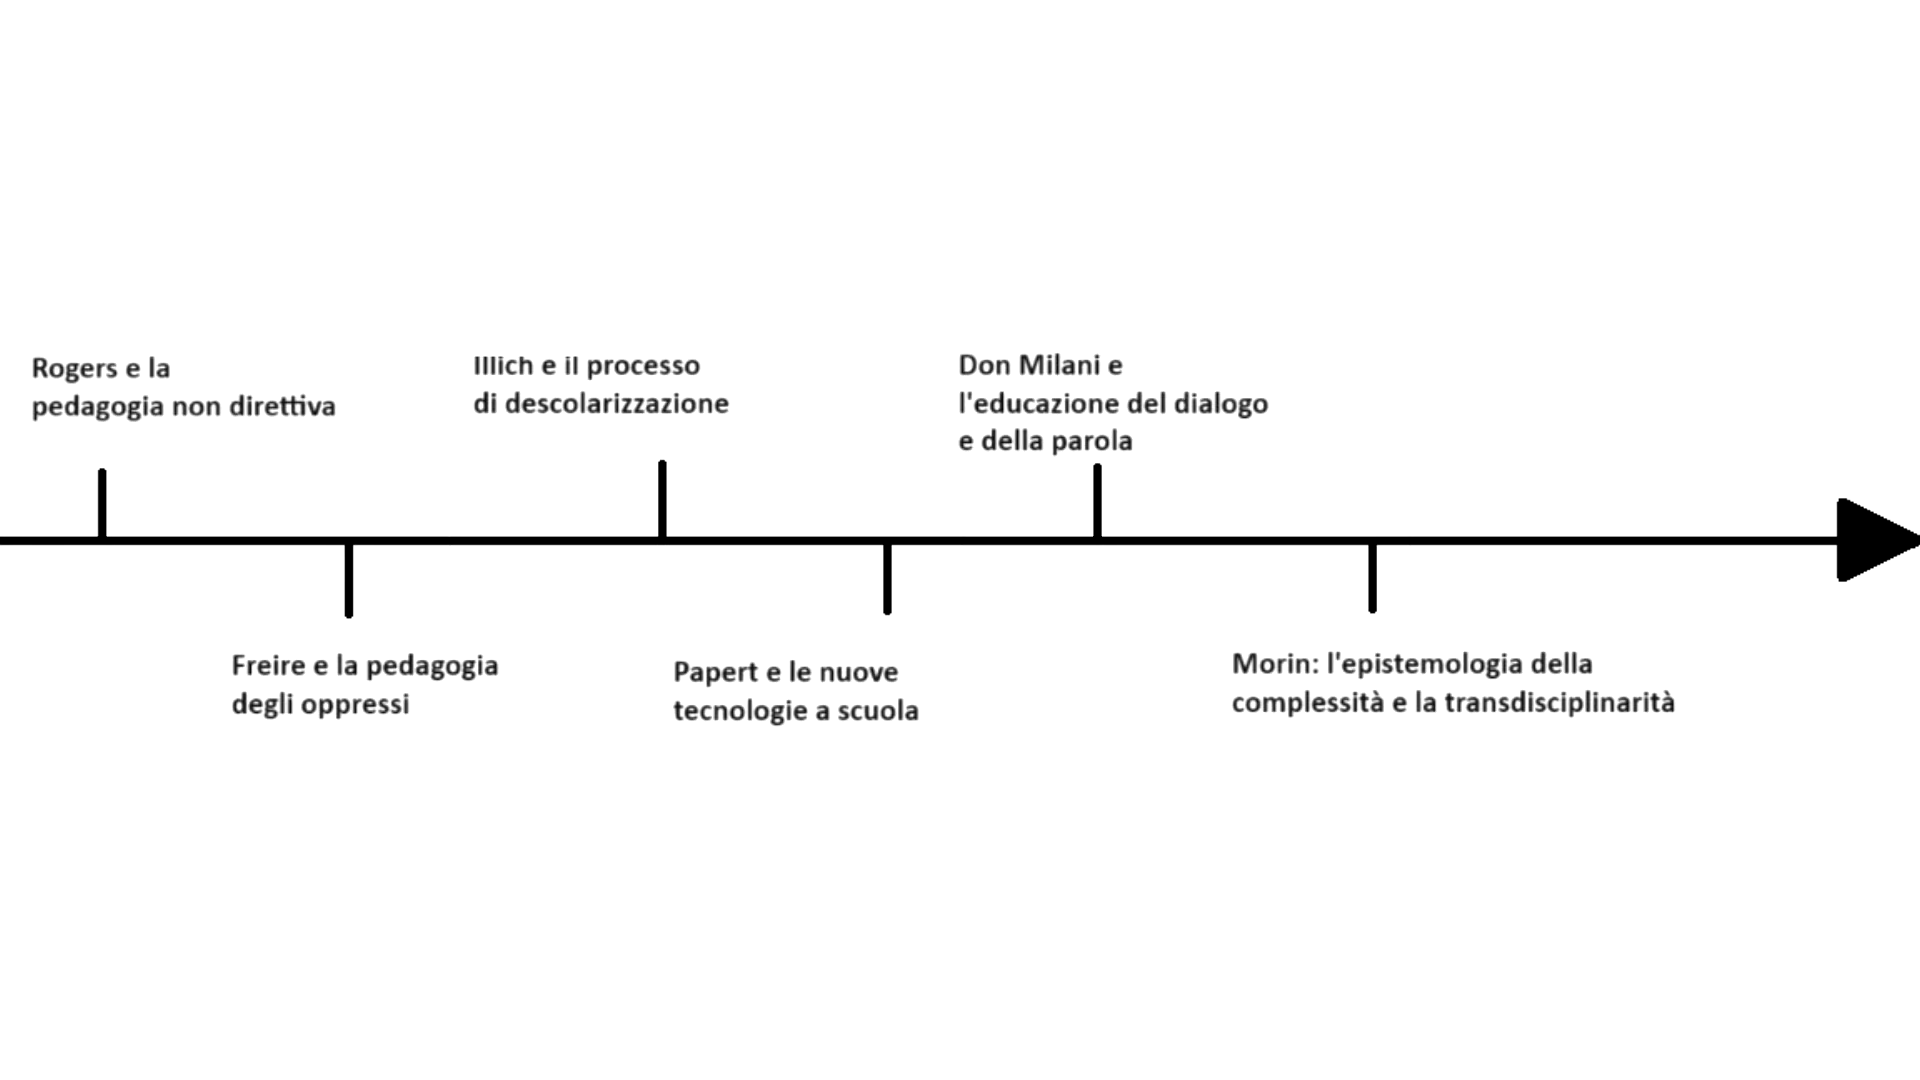 Rogers e la
pedagogia non direttiva
Illich e il processo
di descolarizzazione
Don Milani e
l'educazione del dialogo
e della parola
Freire e la pedagogia
degli oppressi
Papert e le nuove
tecnologie a scuola
Morin: l'epistemologia della
complessità e la transdisciplinarità